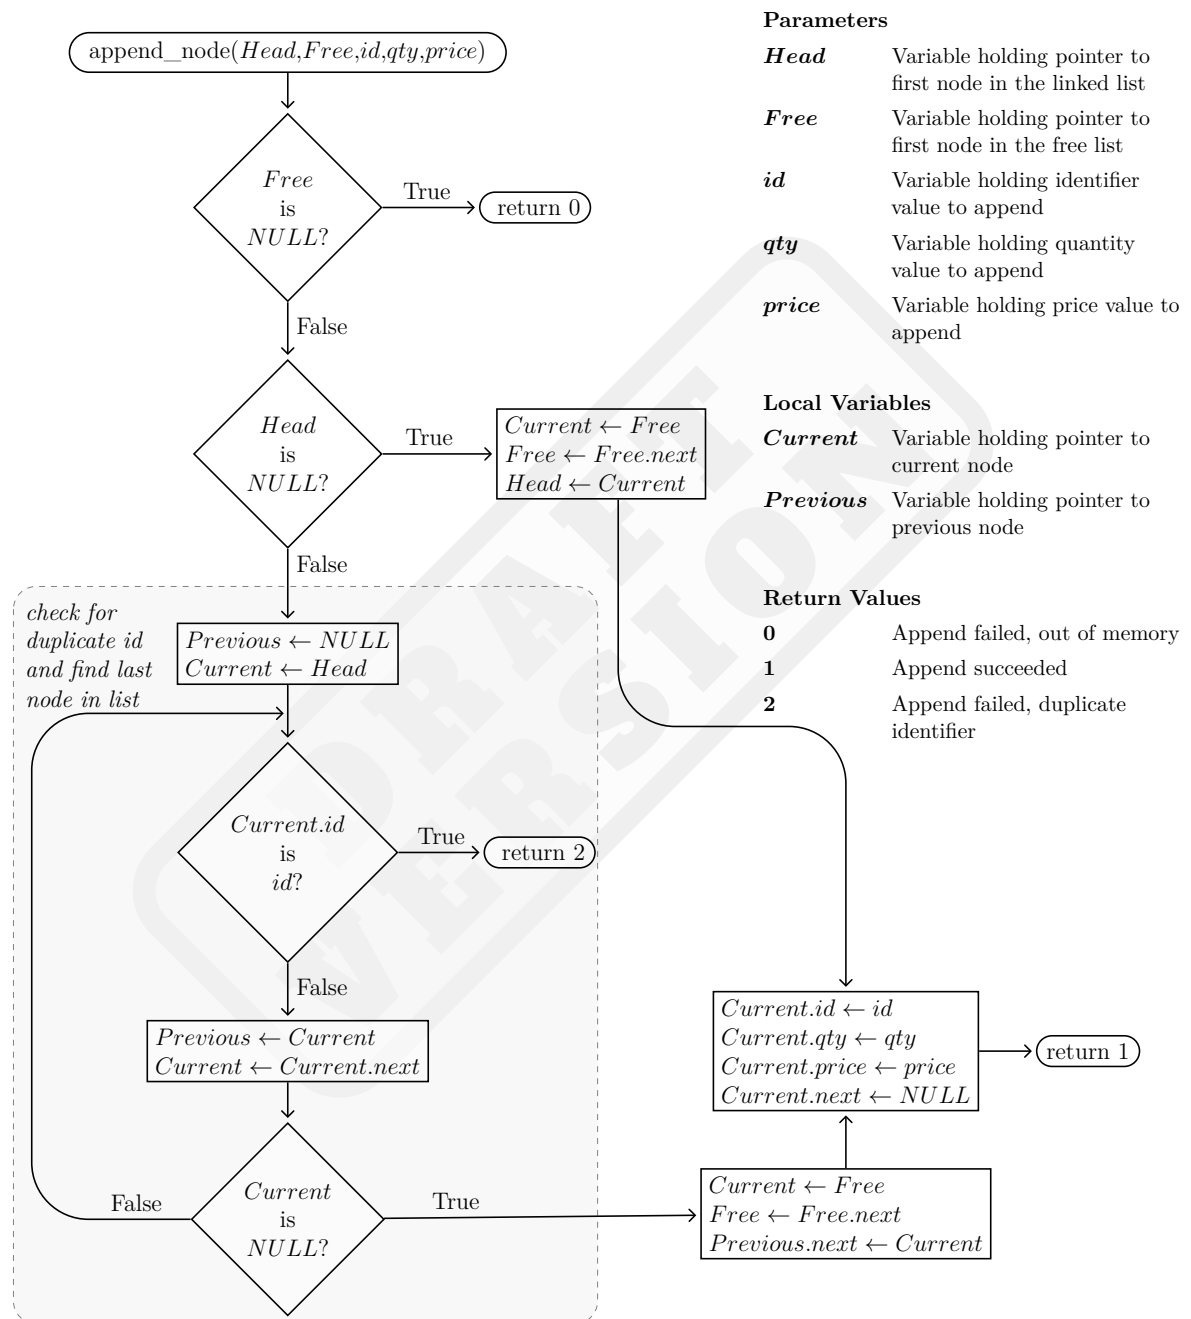 append_node(Head,Free,id,qty,price)
Free
is
NULL?
True
return 0
False
Head
is
NULL?
True
Current ← Free
Free ← Free.next
Head ← Current
False
check for
duplicate id
and find last
node in list
Previous ← NULL
Current ← Head
Current.id
is
id?
True
return 2
False
Previous ← Current
Current ← Current.next
Current
is
NULL?
False
True
Current ← Free
Free ← Free.next
Previous.next ← Current
Current.id ← id
Current.qty ← qty
Current.price ← price
Current.next ← NULL
return 1
Parameters
Head Variable holding pointer to
first node in the linked list
Free Variable holding pointer to
first node in the free list
id Variable holding identifier
value to append
qty Variable holding quantity
value to append
price Variable holding price value to
append
Local Variables
Current Variable holding pointer to
current node
Previous Variable holding pointer to
previous node
Return Values
0 Append failed, out of memory
1 Append succeeded
2 Append failed, duplicate
identifier
DRAFT
VERSION